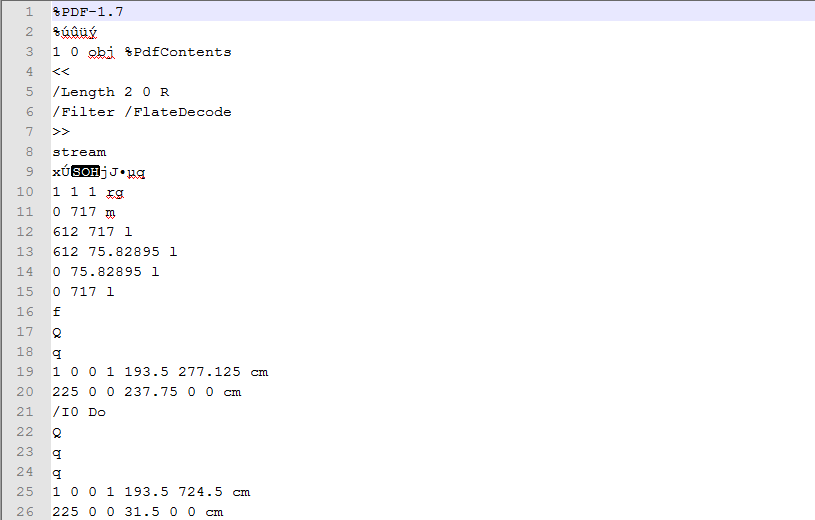 1 %PDF-1.7
2 %úûüý
3 1 0 obj %PdfContents
4 <<
5 /Length 2 0 R
6 /Filter /FlateDecode
7 >>
8 stream
9 xÚSOHjJ•µq
10 1 1 1 rg
11 0 717 m
12 612 717 l
13 612 75.82895 l
14 0 75.82895 l
15 0 717 l
16 f
17 Q
18 q
19 1 0 0 1 193.5 277.125 cm
20 225 0 0 237.75 0 0 cm
21 /I0 Do
22 Q
23 q
24 q
25 1 0 0 1 193.5 724.5 cm
26 225 0 0 31.5 0 0 cm